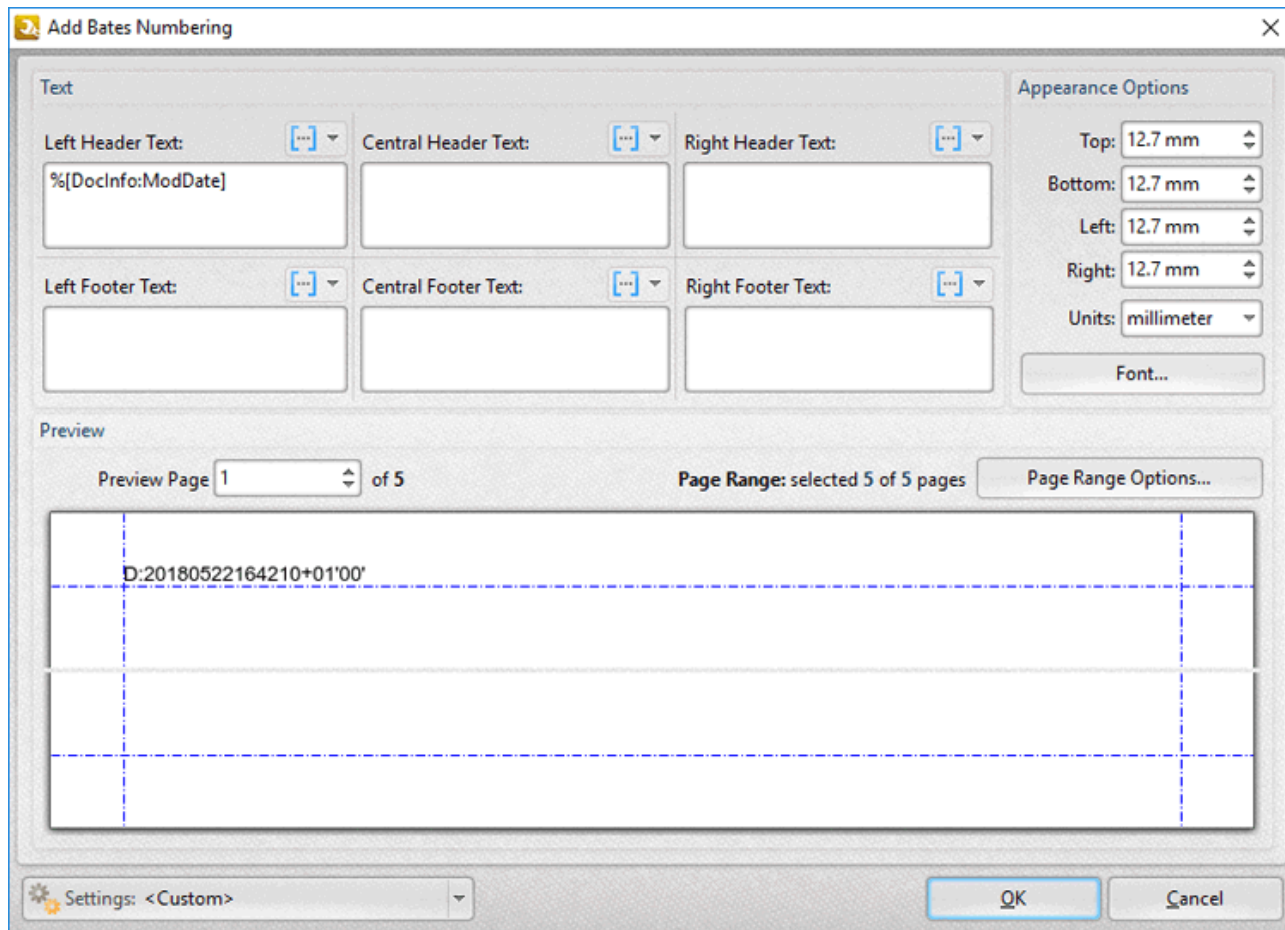 Add Bates Numbering
Text
Appearance Options
Left Header Text:
Central Header Text:
Right Header Text:
Top: 12.7 mm
%[DocInfo:ModDate]
Bottom: 12.7 mm
Left: 12.7 mm
Left Footer Text:
Central Footer Text:
Right Footer Text:
Right: 12.7 mm
Units: millimeter
Font...
Preview
Preview Page 1 of 5
Page Range: selected 5 of 5 pages
Page Range Options...
D:20180522164210+01'00'
Settings: <Custom>
OK
Cancel